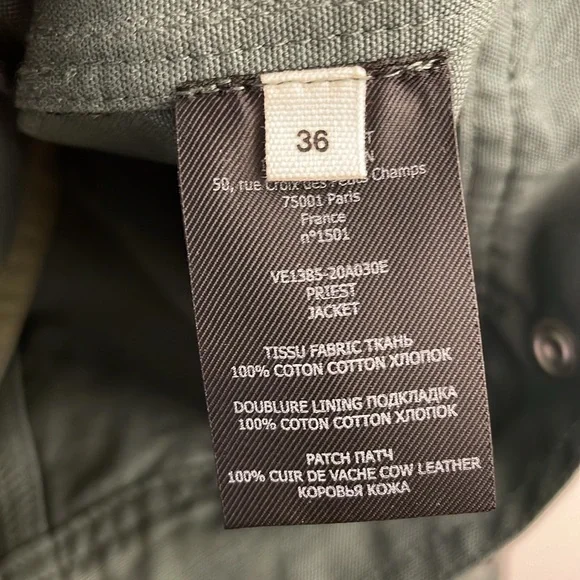 36
50, rue Croix des Petits Champs
75001 Paris
France
n°1501
VE1385-20A030E
PRIEST
JACKET
TISSU FABRIC ТКАНЬ
100% COTON COTTON ХЛОПОК
DOUBLURE LINING ПОДКЛАДКА
100% COTON COTTON ХЛОПОК
PATCH ПАТЧ
100% CUIR DE VACHE COW LEATHER
КОРОВЬЯ КОЖА